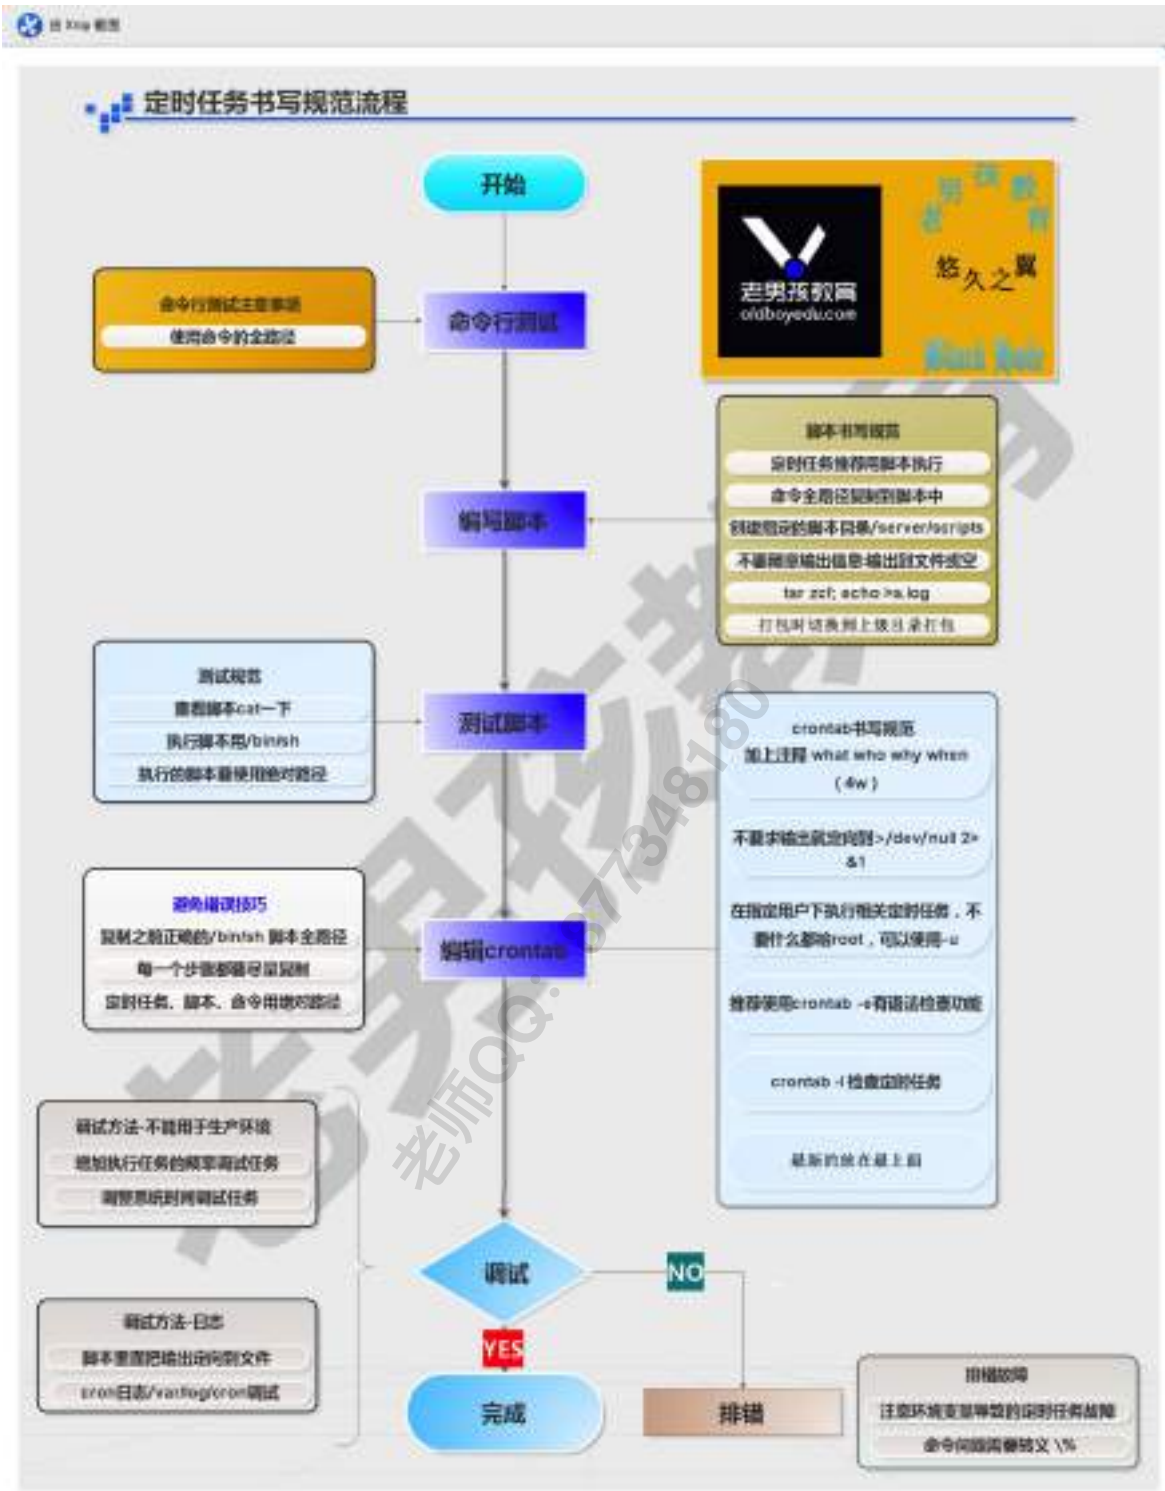 由 Xnip 截图
定时任务书写规范流程
开始
老男孩教育
悠久之翼
老男孩教育
oldboyedu.com
命令行测试注意事项
使用命令的全路径
命令行测试
脚本书写规范
定时任务推荐用脚本执行
命令全路径复制到脚本中
创建指定的脚本目录/server/scripts
不要随意输出信息:输出到文件或空
tar zcf; echo >a.log
打包时切换到上级目录打包
编写脚本
测试规范
查看脚本cat一下
执行脚本用/bin/sh
执行的脚本要使用绝对路径
测试脚本
crontab书写规范
加上注释 what who why when
( 4w )
不要求输出就定向到>/dev/null 2>
&1
在指定用户下执行相关定时任务，不
要什么都给root，可以使用-u
推荐使用crontab -e有语法检查功能
crontab -l 检查定时任务
最新的放在最上面
避免错误技巧
复制之前正确的/bin/sh 脚本全路径
每一个步骤都要尽量复制
定时任务、脚本、命令用绝对路径
编辑crontab
调试方法-不能用于生产环境
增加执行任务的频率调试任务
调整系统时间调试任务
调试
NO
YES
调试方法-日志
脚本里面把输出定向到文件
cron日志/var/log/cron调试
完成
排错
排错故障
注意环境变量导致的定时任务故障
命令问题需要转义 \%
老男孩教育